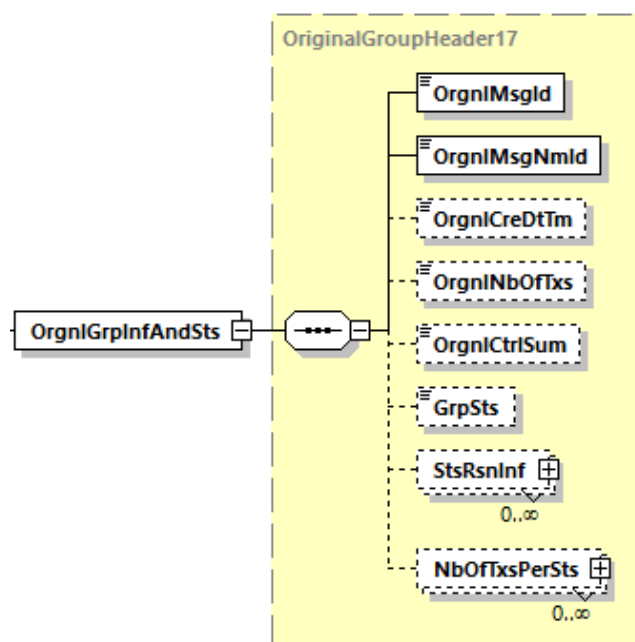 OriginalGroupHeader17
OrgnlMsgId
OrgnlMsgNmId
OrgnlCreDtTm
OrgnlNbOfTxs
OrgnlGrpInfAndSts
OrgnlCtrlSum
GrpSts
StsRsnInf
0..∞
NbOfTxsPerSts
0..∞